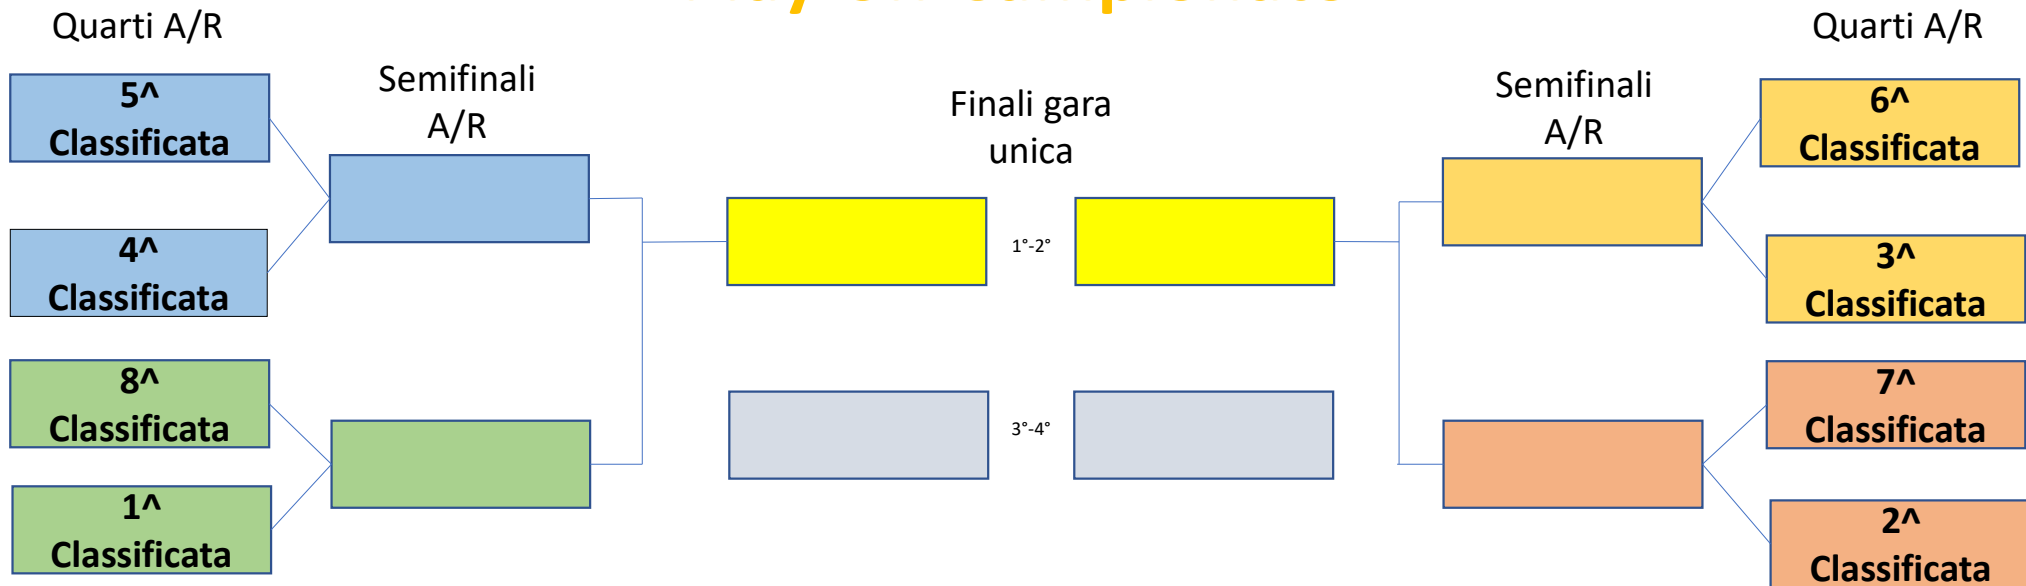 Quarti A/R
5^
Classificata
4^
Classificata
8^
Classificata
1^
Classificata
Semifinali
A/R
Finali gara
unica
1°-2°
3°-4°
Semifinali
A/R
Quarti A/R
6^
Classificata
3^
Classificata
7^
Classificata
2^
Classificata